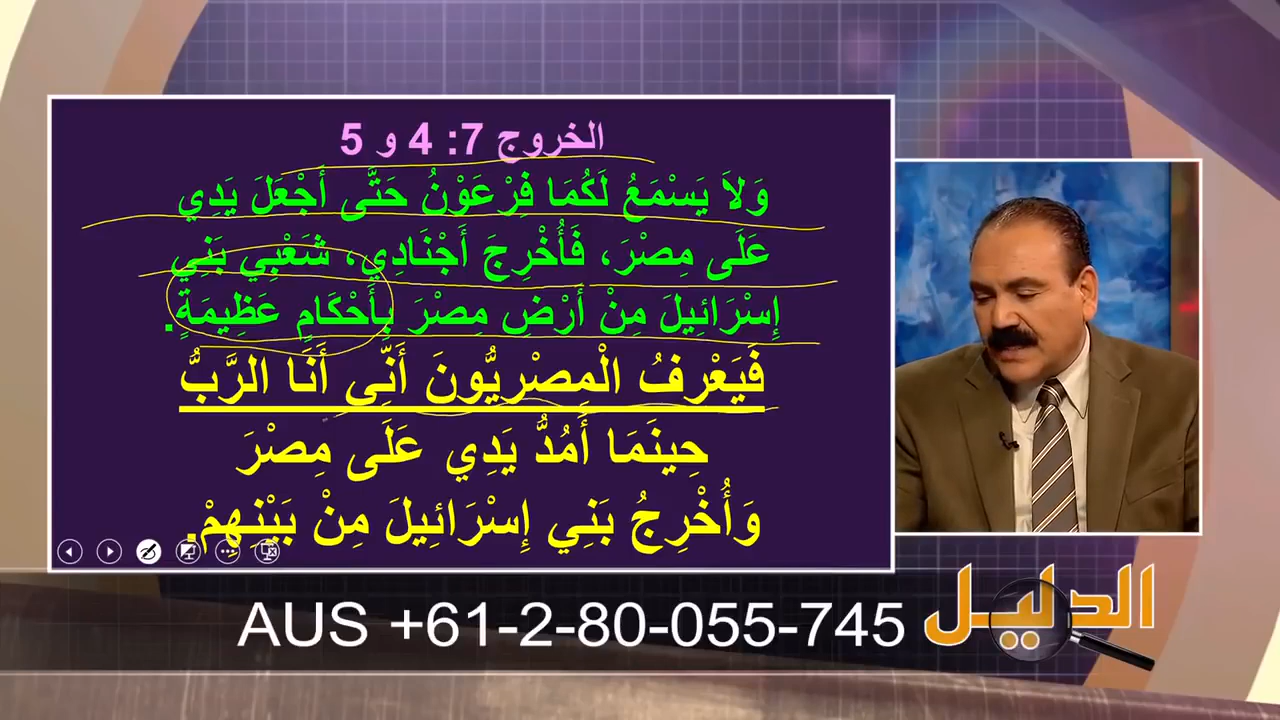 الخروج 7: 4 و 5
وَلاَ يَسْمَعُ لَكُمَا فِرْعَوْنُ حَتَّى أَجْعَلَ يَدِي
عَلَى مِصْرَ، فَأُخْرِجَ أَجْنَادِي، شَعْبِي بَنِي
إِسْرَائِيلَ مِنْ أَرْضِ مِصْرَ بِأَحْكَامٍ عَظِيمَةٍ.
فَيَعْرِفُ الْمِصْرِيُّونَ أَنِّي أَنَا الرَّبُّ
حِينَمَا أَمُدُّ يَدِي عَلَى مِصْرَ
وَأُخْرِجُ بَنِي إِسْرَائِيلَ مِنْ بَيْنِهِمْ.
AUS +61-2-80-055-745
الدليل